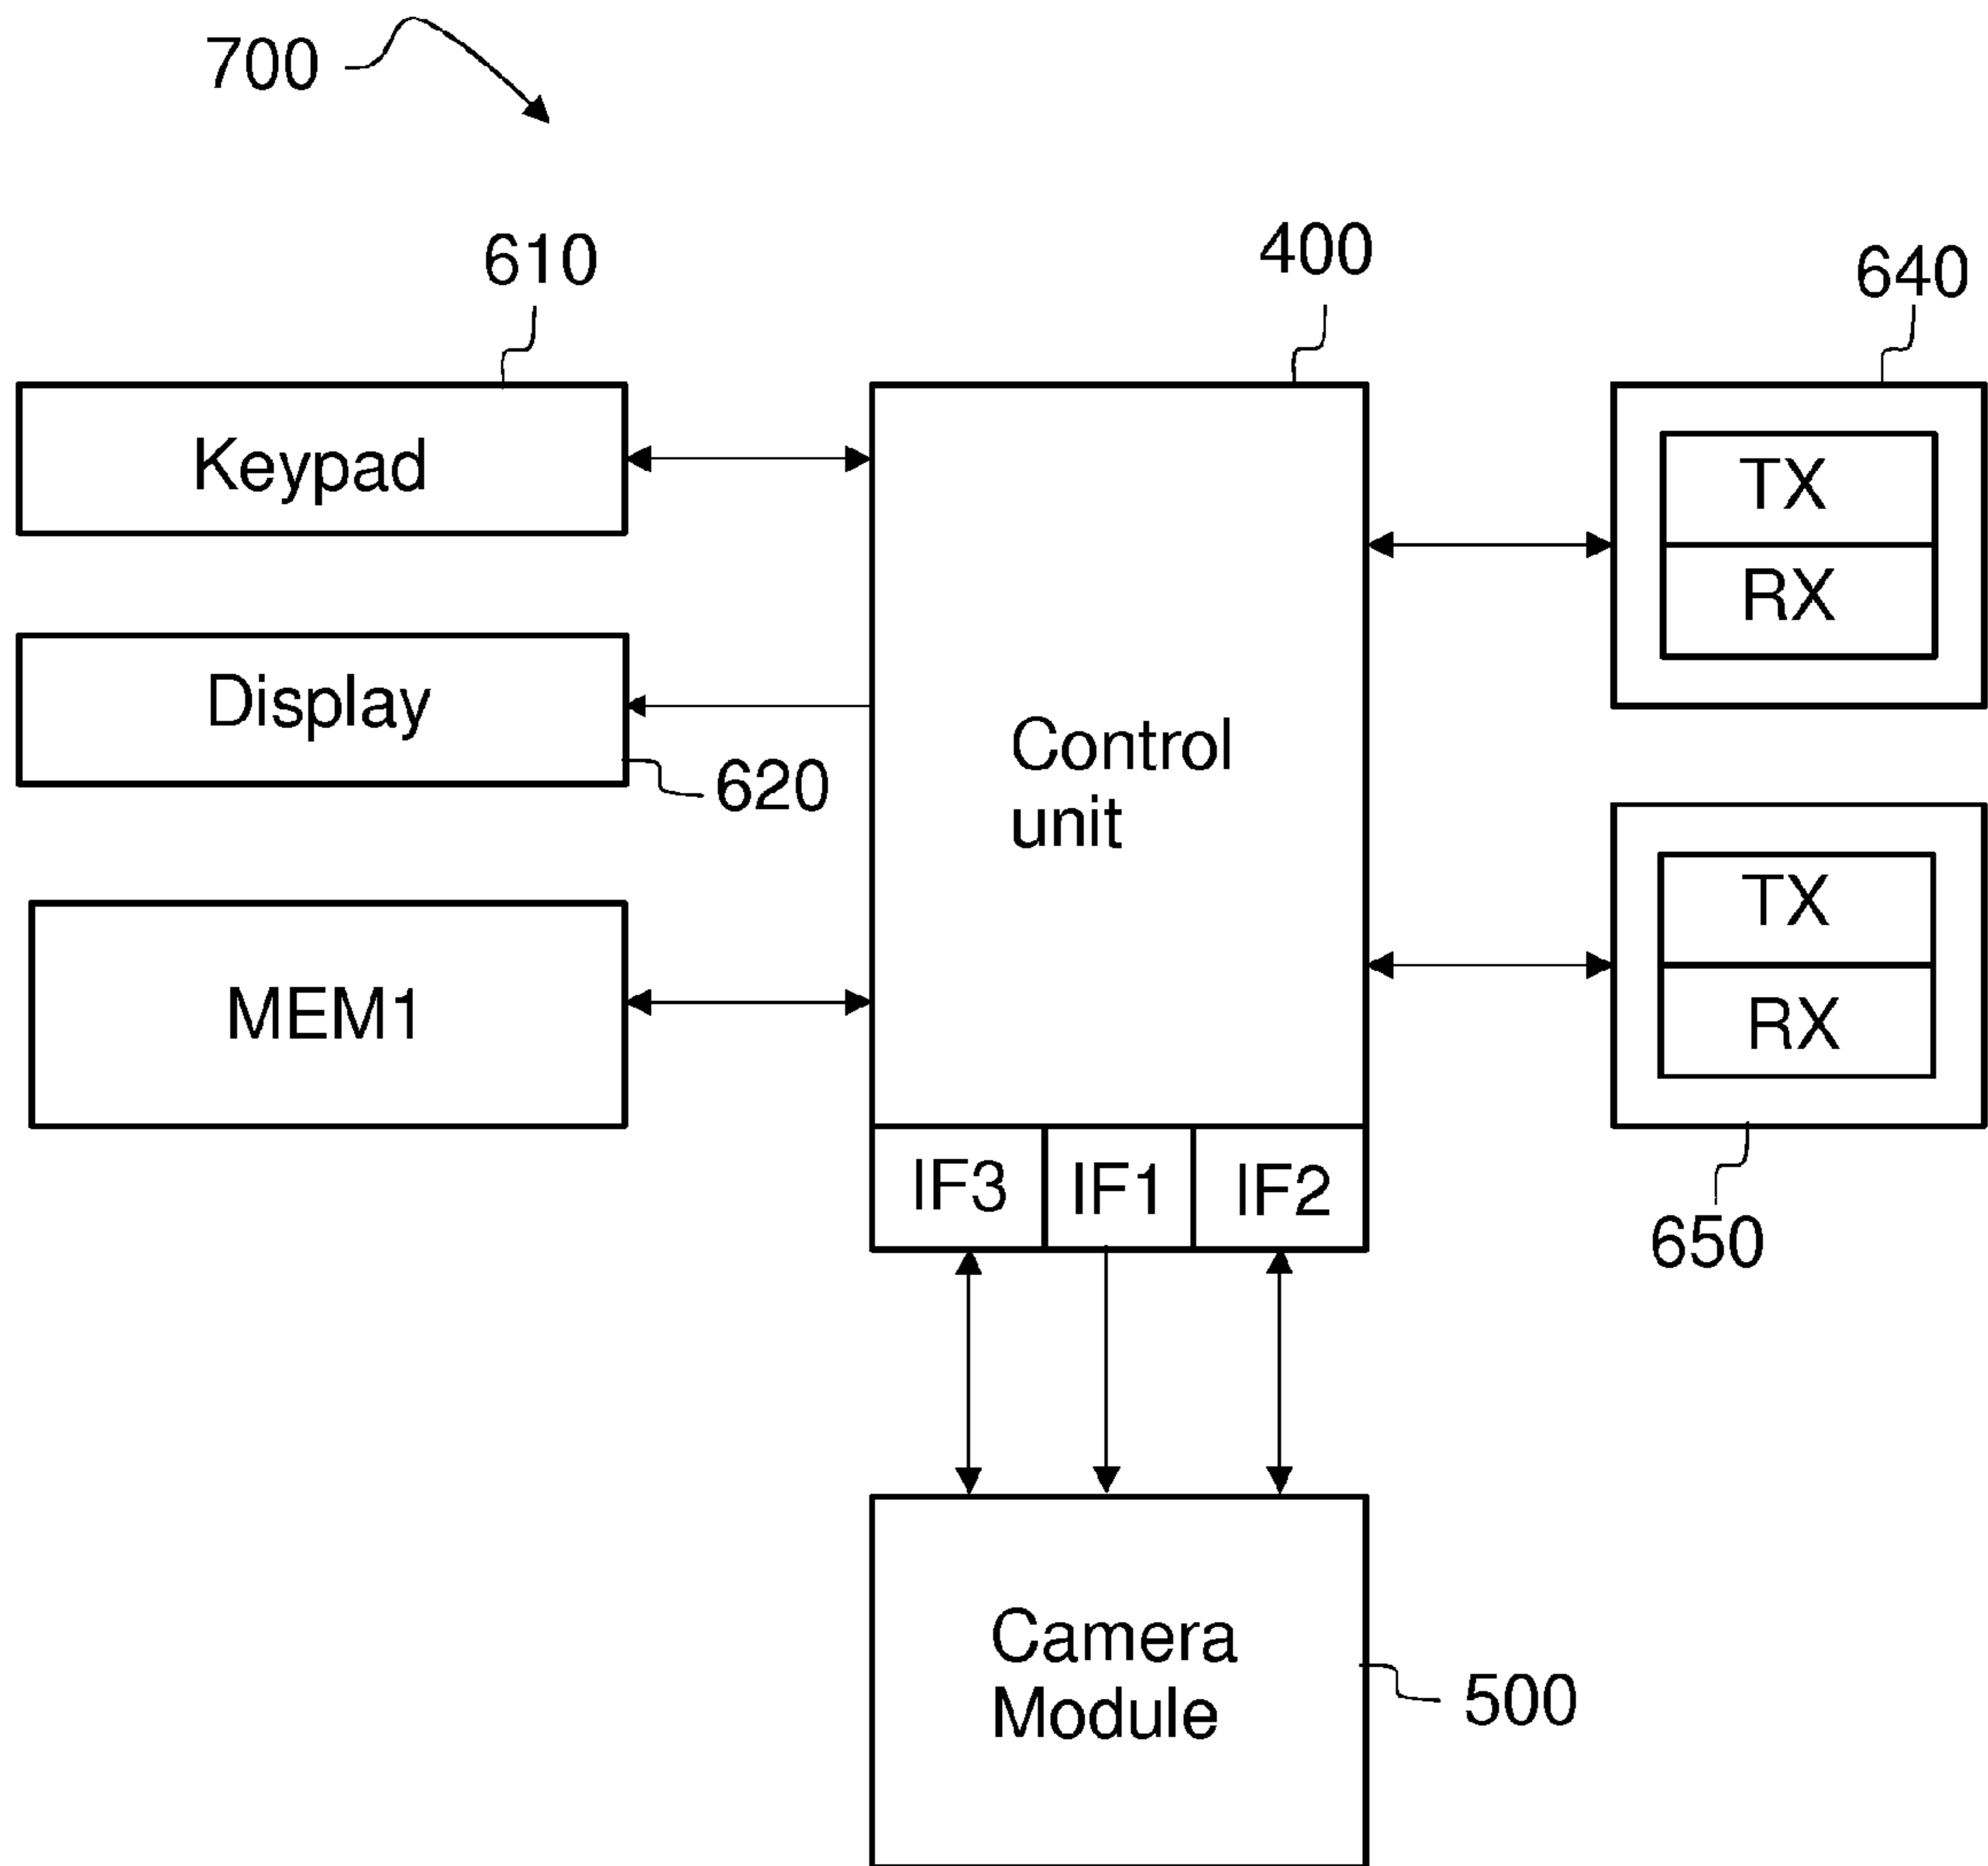 700
610
400
640
Keypad
TX
RX
Display
620
Control
unit
TX
RX
MEM1
IF3
IF1
IF2
650
Camera
Module
500